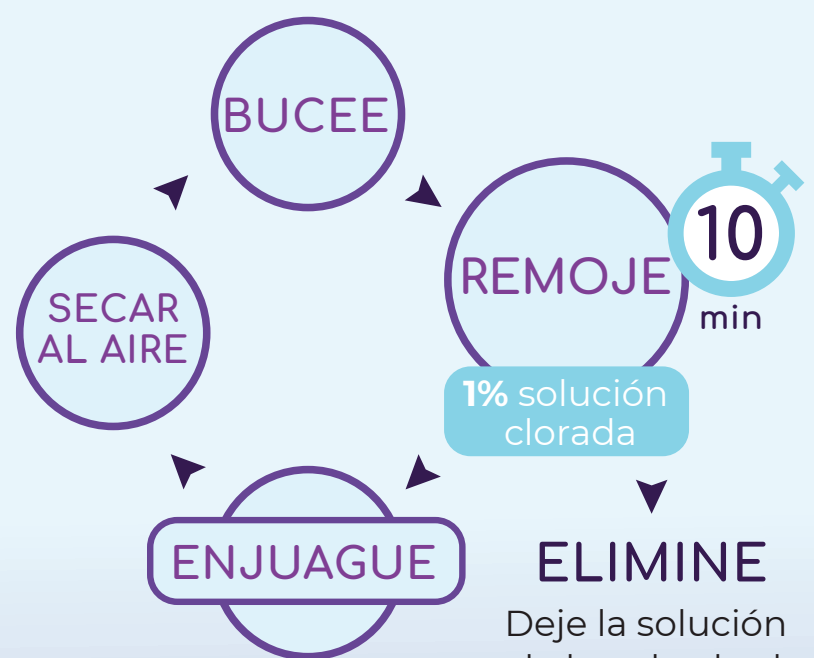 BUCEE
REMOJE
10
min
1% solución
clorada
ENJUAGUE
SECAR
AL AIRE
ELIMINE
Deje la solución